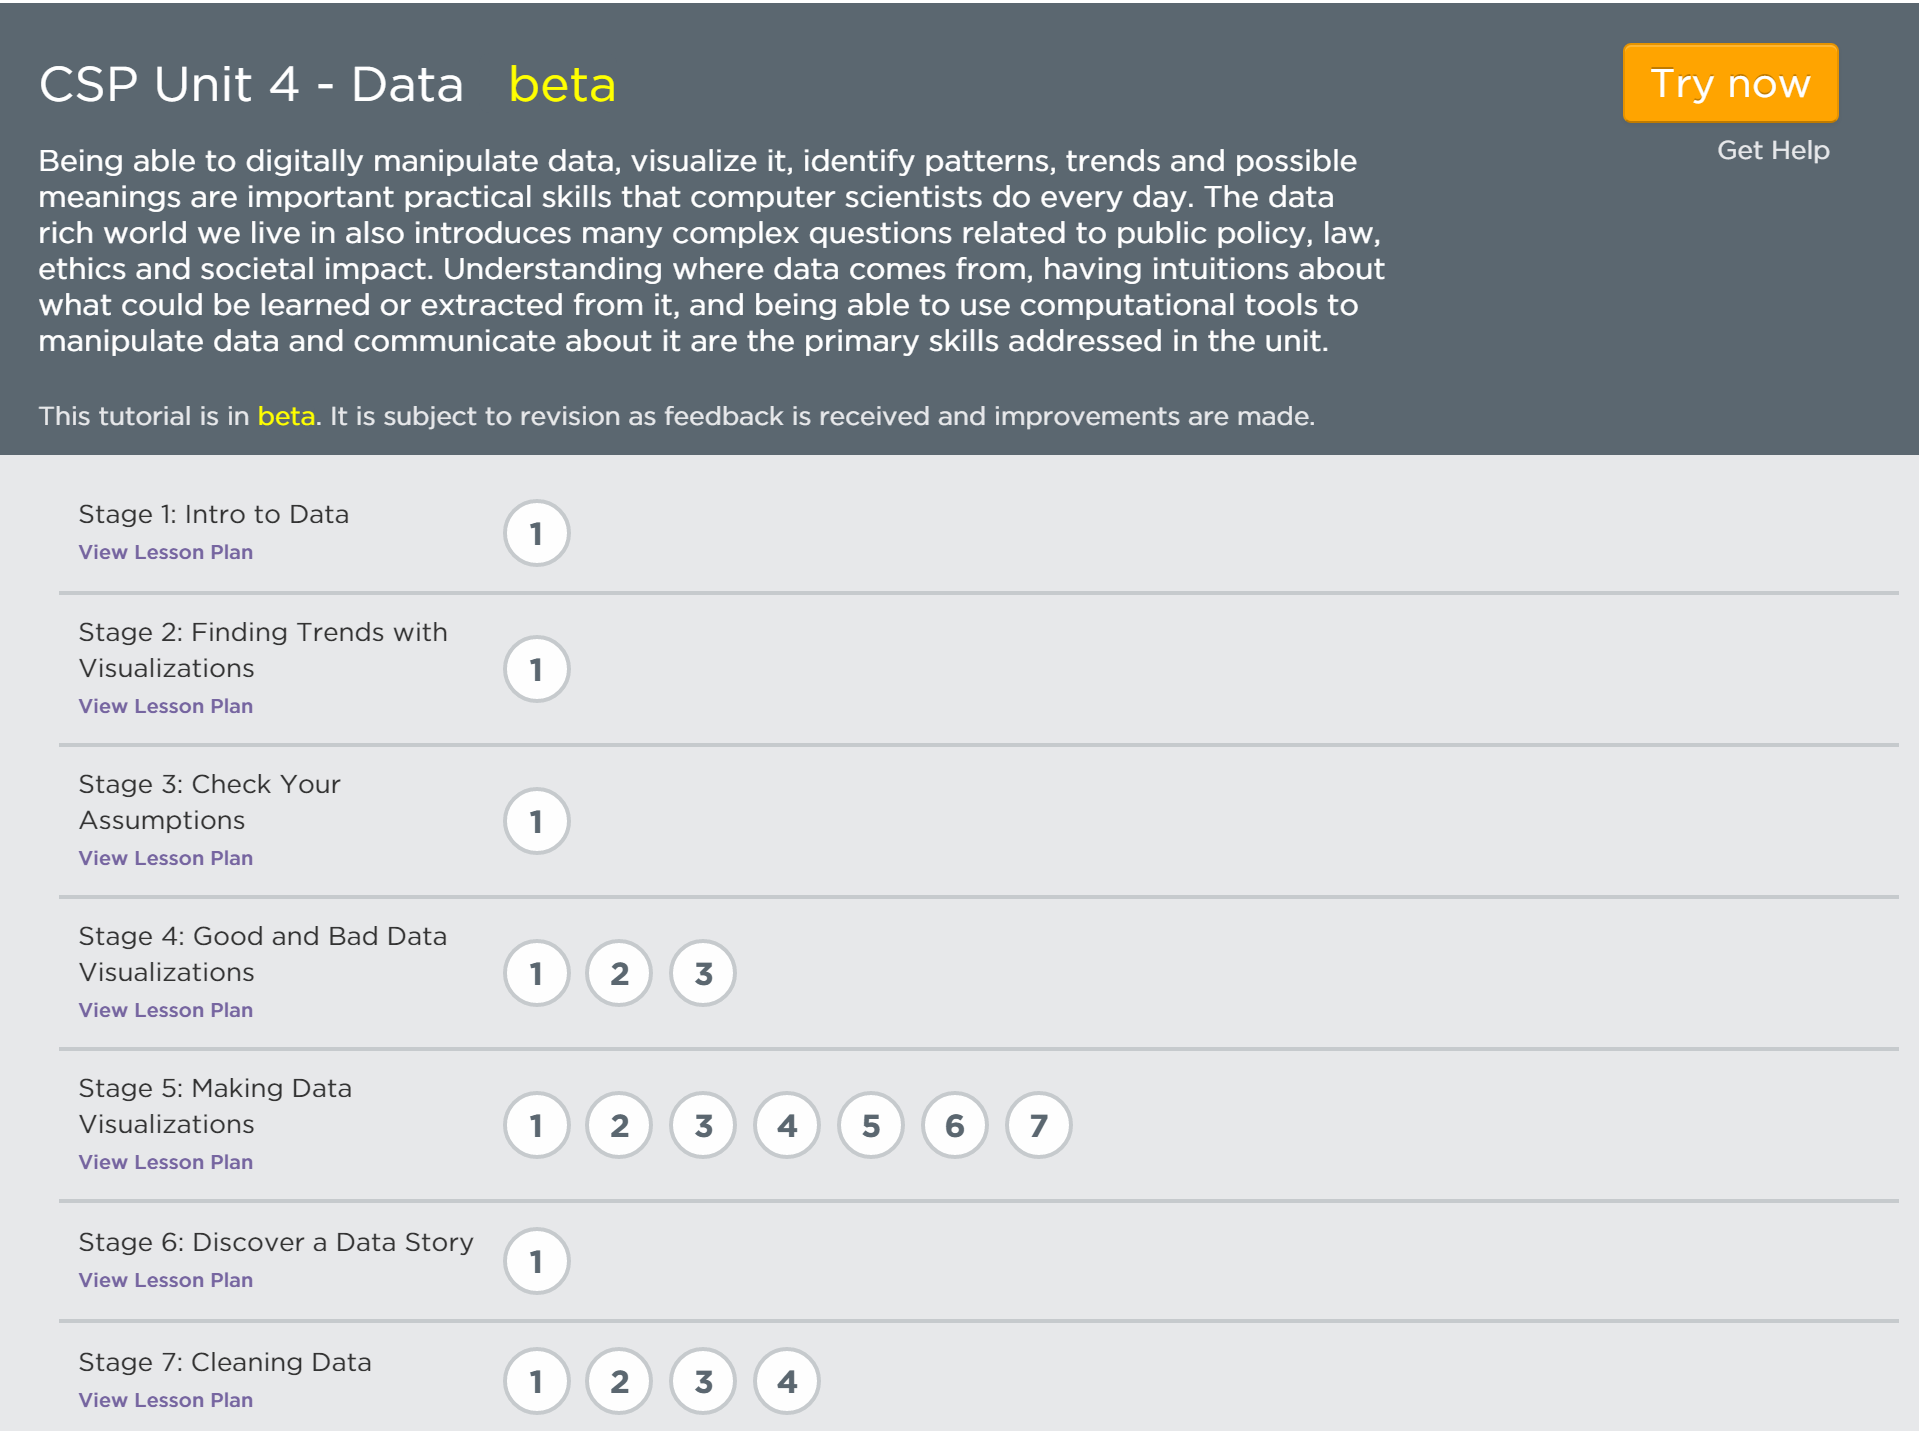 CSP Unit 4 - Data beta
Try now
Get Help
Being able to digitally manipulate data, visualize it, identify patterns, trends and possible
meanings are important practical skills that computer scientists do every day. The data
rich world we live in also introduces many complex questions related to public policy, law,
ethics and societal impact. Understanding where data comes from, having intuitions about
what could be learned or extracted from it, and being able to use computational tools to
manipulate data and communicate about it are the primary skills addressed in the unit.
This tutorial is in beta. It is subject to revision as feedback is received and improvements are made.
Stage 1: Intro to Data
View Lesson Plan
1
Stage 2: Finding Trends with
Visualizations
View Lesson Plan
1
Stage 3: Check Your
Assumptions
View Lesson Plan
1
Stage 4: Good and Bad Data
Visualizations
View Lesson Plan
1 2 3
Stage 5: Making Data
Visualizations
View Lesson Plan
1 2 3 4 5 6 7
Stage 6: Discover a Data Story
View Lesson Plan
1
Stage 7: Cleaning Data
View Lesson Plan
1 2 3 4